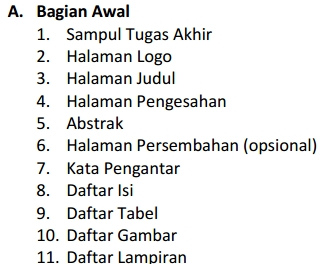 A. Bagian Awal
1. Sampul Tugas Akhir
2. Halaman Logo
3. Halaman Judul
4. Halaman Pengesahan
5. Abstrak
6. Halaman Persembahan (opsional)
7. Kata Pengantar
8. Daftar Isi
9. Daftar Tabel
10. Daftar Gambar
11. Daftar Lampiran